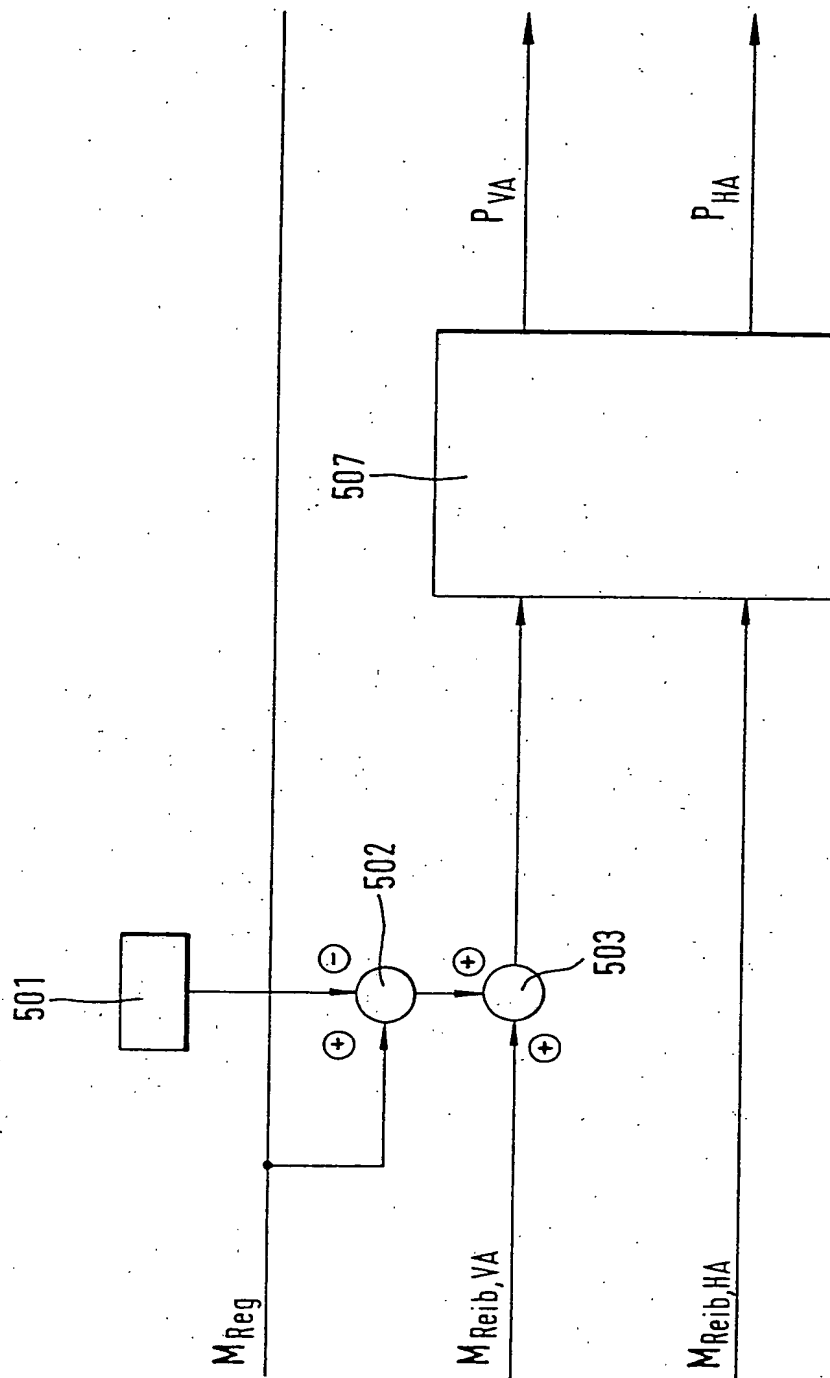 501
M_Reg
⊖
502
⊕
⊕
503
⊕
M_Reib,VA
M_Reib,HA
507
P_VA
P_HA